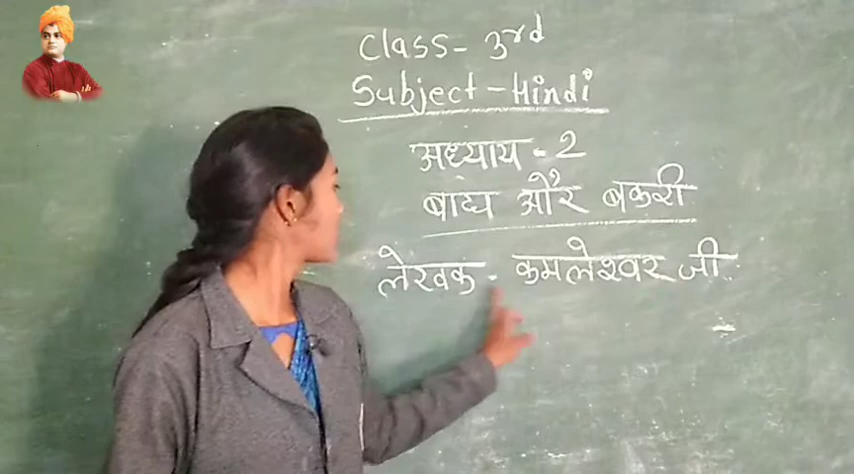 Class- 3rd
Subject-Hindi
अध्याय - 2
बाघ और बकरी
लेखक - कमलेश्वर जी